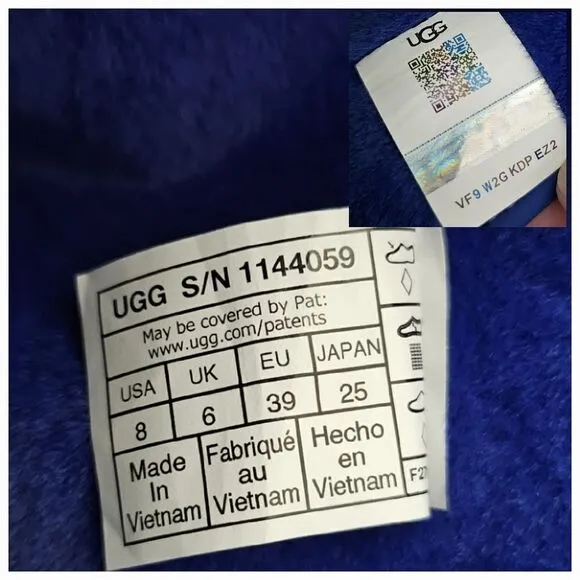 UGG
VF9 W2G KDP EZ2
UGG S/N 1144059
May be covered by Pat:
www.ugg.com/patents
USA UK EU JAPAN
8 6 39 25
Made In Vietnam
Fabriqué au Vietnam
Hecho en Vietnam